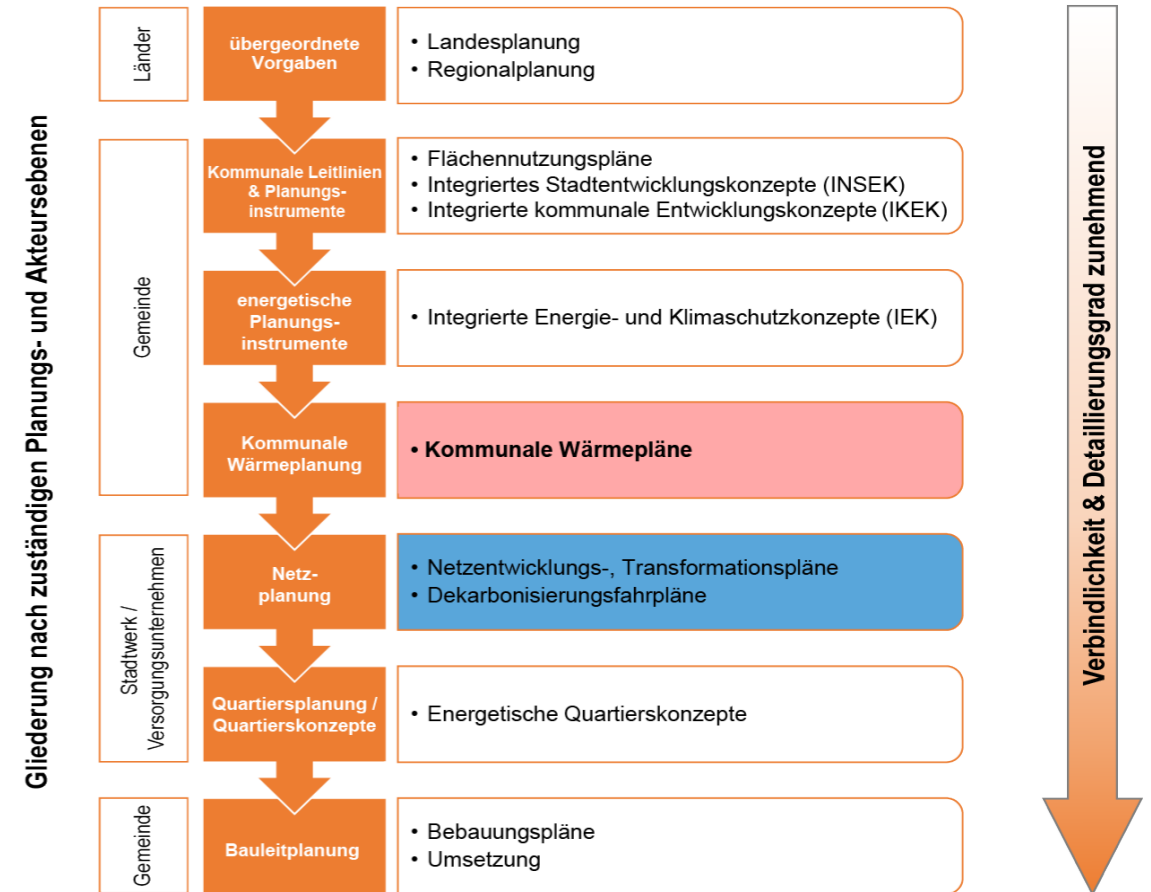 Gliederung nach zuständigen Planungs- und Akteursebenen
Länder
übergeordnete
Vorgaben
• Landesplanung
• Regionalplanung
Gemeinde
Kommunale Leitlinien
& Planungs-
instrumente
• Flächennutzungspläne
• Integriertes Stadtentwicklungskonzepte (INSEK)
• Integrierte kommunale Entwicklungskonzepte (IKEK)
energetische
Planungs-
instrumente
• Integrierte Energie- und Klimaschutzkonzepte (IEK)
Kommunale
Wärmeplanung
• Kommunale Wärmepläne
Stadtwerk /
Versorgungsunternehmen
Netz-
planung
• Netzentwicklungs-, Transformationspläne
• Dekarbonisierungsfahrpläne
Quartiersplanung /
Quartierskonzepte
• Energetische Quartierskonzepte
Gemeinde
Bauleitplanung
• Bebauungspläne
• Umsetzung
Verbindlichkeit & Detaillierungsgrad zunehmend